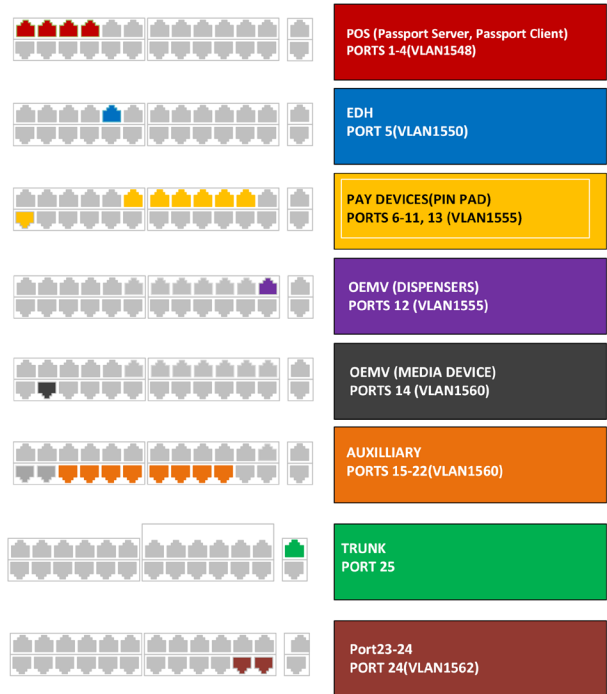 POS (Passport Server, Passport Client)
PORTS 1-4(VLAN1548)
EDH
PORT 5(VLAN1550)
PAY DEVICES(PIN PAD)
PORTS 6-11, 13 (VLAN1555)
OEMV (DISPENSERS)
PORTS 12 (VLAN1555)
OEMV (MEDIA DEVICE)
PORTS 14 (VLAN1560)
AUXILLIARY
PORTS 15-22(VLAN1560)
TRUNK
PORT 25
Port23-24
PORT 24(VLAN1562)